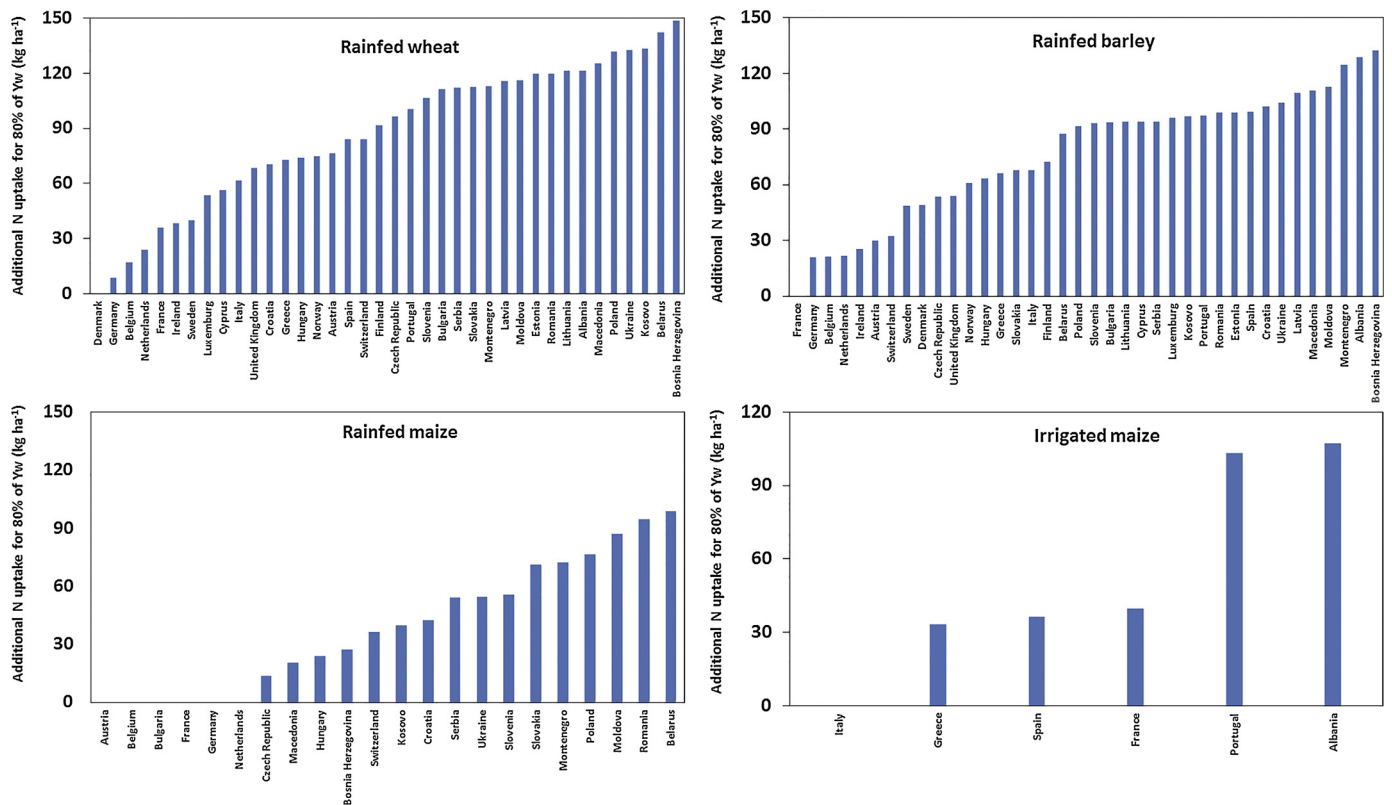 Rainfed wheat
Additional N uptake for 80% of Yw (kg ha⁻¹)
150
120
90
60
30
0
Denmark
Germany
Belgium
Netherlands
France
Ireland
Sweden
Luxemburg
Cyprus
Italy
United Kingdom
Croatia
Greece
Hungary
Norway
Austria
Spain
Switzerland
Finland
Czech Republic
Portugal
Slovenia
Bulgaria
Serbia
Slovakia
Montenegro
Latvia
Moldova
Estonia
Romania
Lithuania
Albania
Macedonia
Poland
Ukraine
Kosovo
Belarus
Bosnia Herzegovina
Rainfed barley
Additional N uptake for 80% of Yw (kg ha⁻¹)
150
120
90
60
30
0
France
Germany
Belgium
Netherlands
Ireland
Austria
Switzerland
Sweden
Denmark
Czech Republic
United Kingdom
Norway
Hungary
Greece
Slovakia
Italy
Finland
Belarus
Poland
Slovenia
Bulgaria
Lithuania
Cyprus
Serbia
Luxemburg
Kosovo
Portugal
Romania
Estonia
Spain
Croatia
Ukraine
Latvia
Macedonia
Moldova
Montenegro
Albania
Bosnia Herzegovina
Rainfed maize
Additional N uptake for 80% of Yw (kg ha⁻¹)
150
120
90
60
30
0
Austria
Belgium
Bulgaria
France
Germany
Netherlands
Czech Republic
Macedonia
Hungary
Bosnia Herzegovina
Switzerland
Kosovo
Croatia
Serbia
Ukraine
Slovenia
Slovakia
Montenegro
Poland
Moldova
Romania
Belarus
Irrigated maize
Additional N uptake for 80% of Yw (kg ha⁻¹)
120
90
60
30
0
Italy
Greece
Spain
France
Portugal
Albania